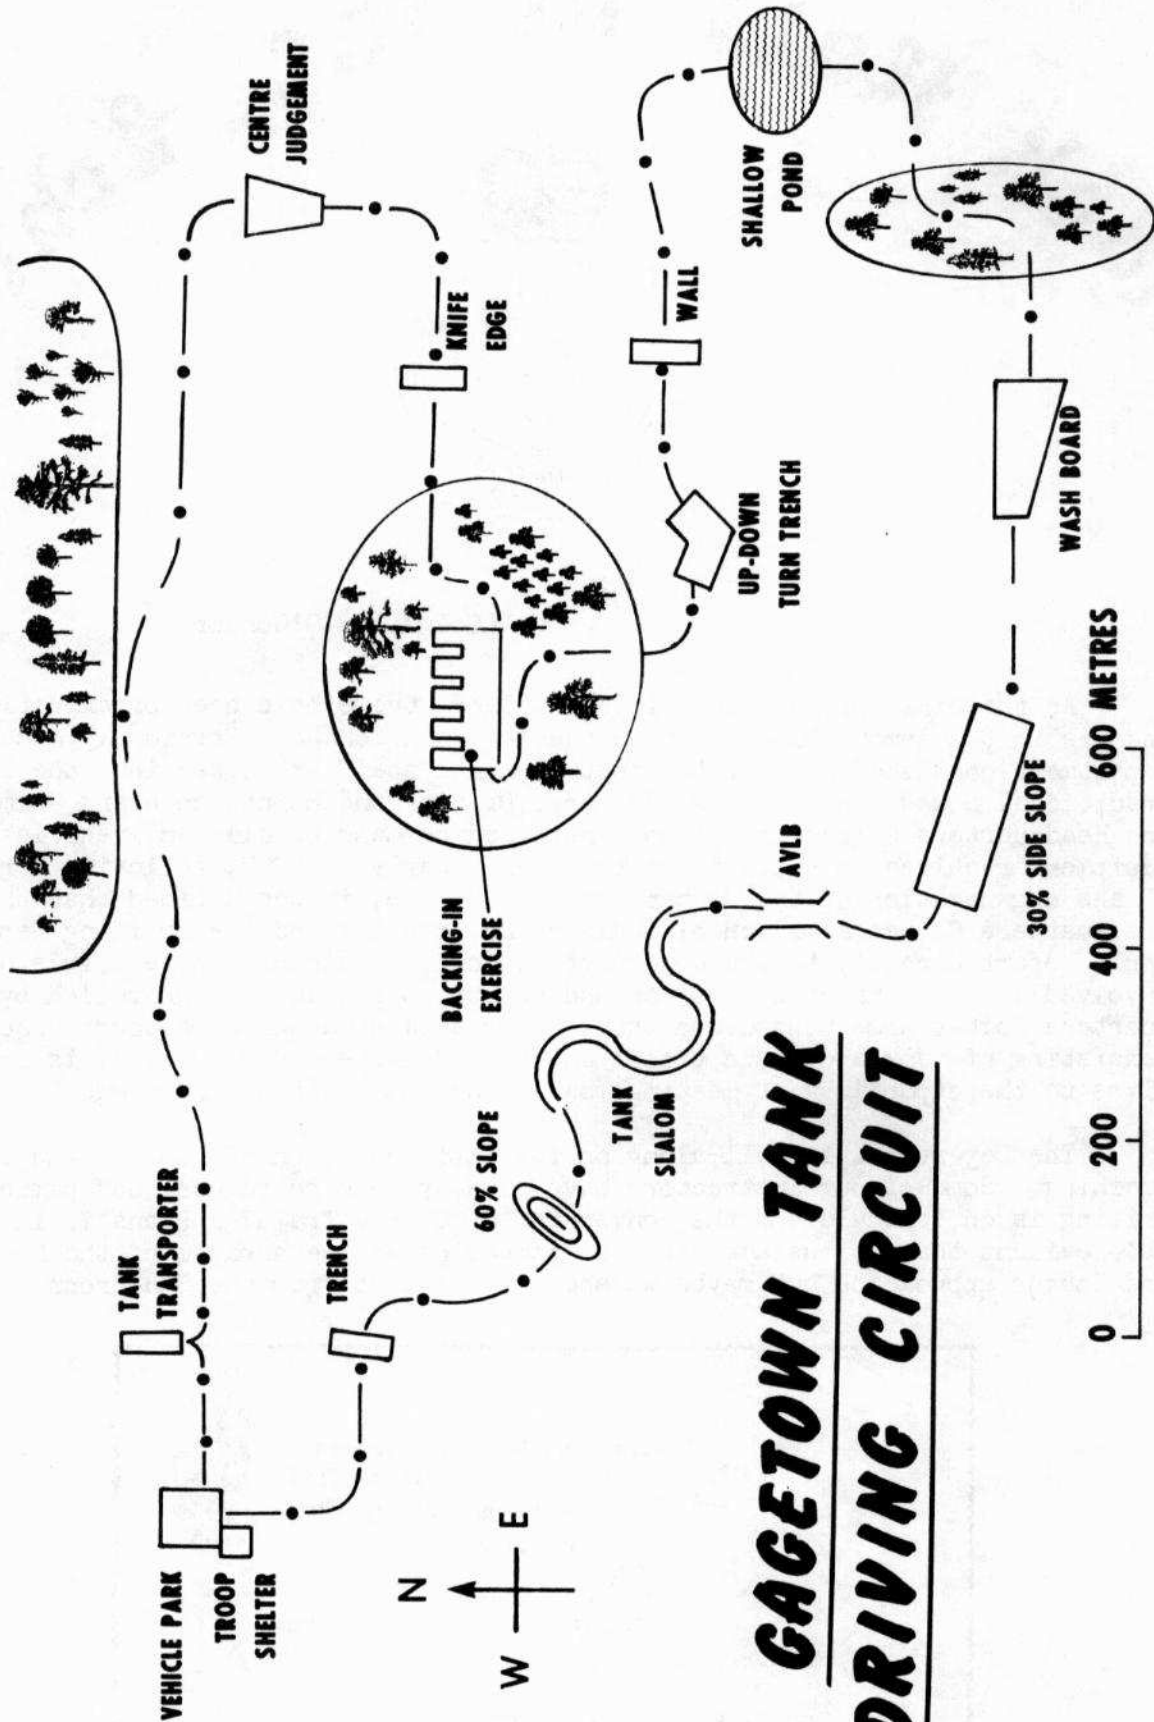 TANK
TRANSPORTER
VEHICLE PARK
TROOP
SHELTER
N
W
E
TRENCH
60% SLOPE
TANK
SLALOM
AVLB
30% SIDE SLOPE
WASH BOARD
SHALLOW
POND
WALL
UP-DOWN
TURN TRENCH
BACKING-IN
EXERCISE
KNIFE
EDGE
CENTRE
JUDGEMENT
GAGETOWN TANK
DRIVING CIRCUIT
0 200 400 600 METRES